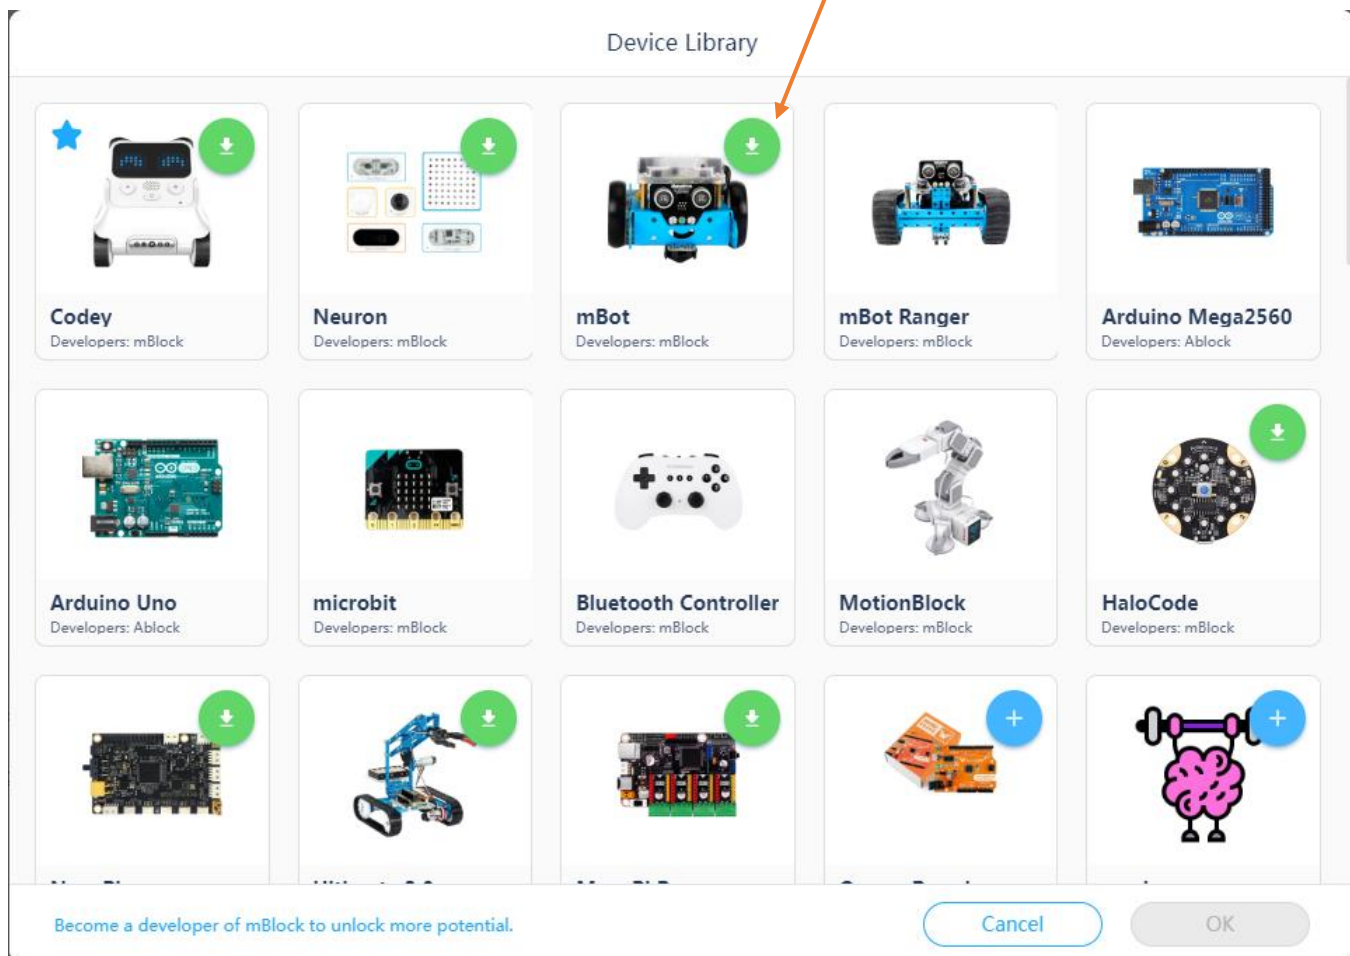 Device Library
Codey
Developers: mBlock
Neuron
Developers: mBlock
mBot
Developers: mBlock
mBot Ranger
Developers: mBlock
Arduino Mega2560
Developers: Ablock
Arduino Uno
Developers: Ablock
microbit
Developers: mBlock
Bluetooth Controller
Developers: mBlock
MotionBlock
Developers: mBlock
HaloCode
Developers: mBlock
Become a developer of mBlock to unlock more potential.
Cancel
OK